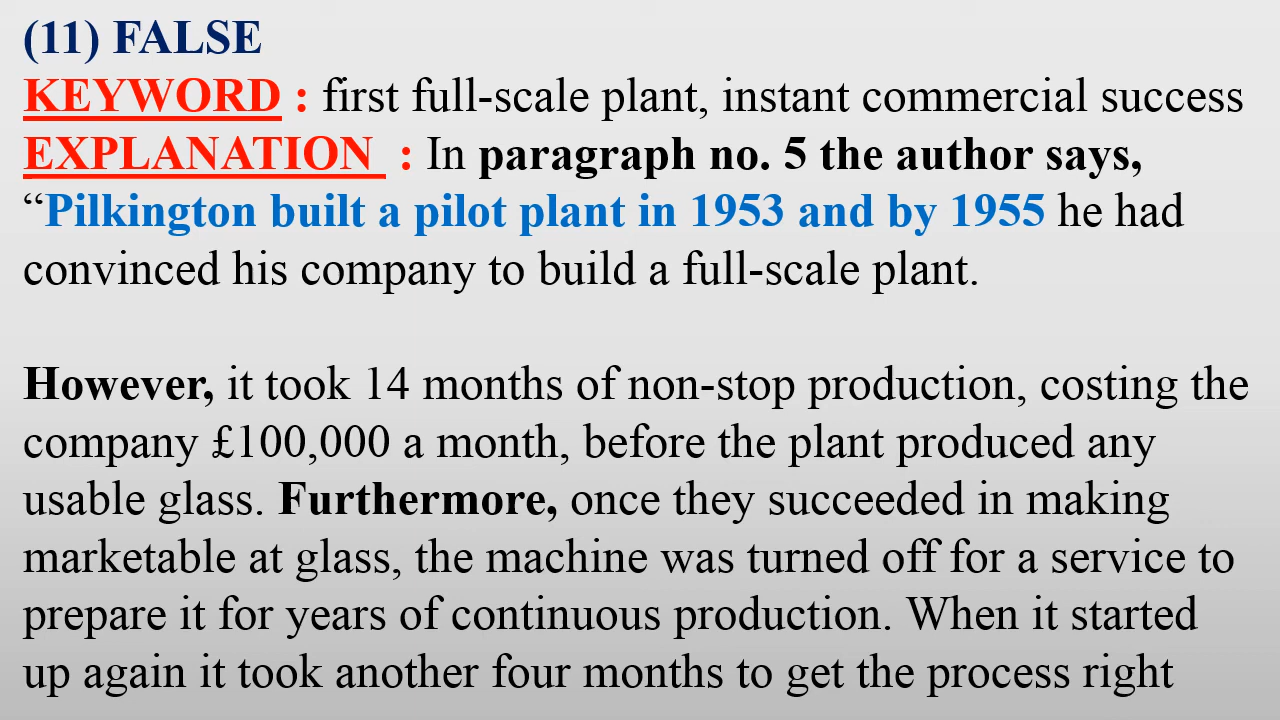 (11) FALSE
KEYWORD : first full-scale plant, instant commercial success
EXPLANATION : In paragraph no. 5 the author says,
“Pilkington built a pilot plant in 1953 and by 1955 he had
convinced his company to build a full-scale plant.
However, it took 14 months of non-stop production, costing the
company £100,000 a month, before the plant produced any
usable glass. Furthermore, once they succeeded in making
marketable at glass, the machine was turned off for a service to
prepare it for years of continuous production. When it started
up again it took another four months to get the process right